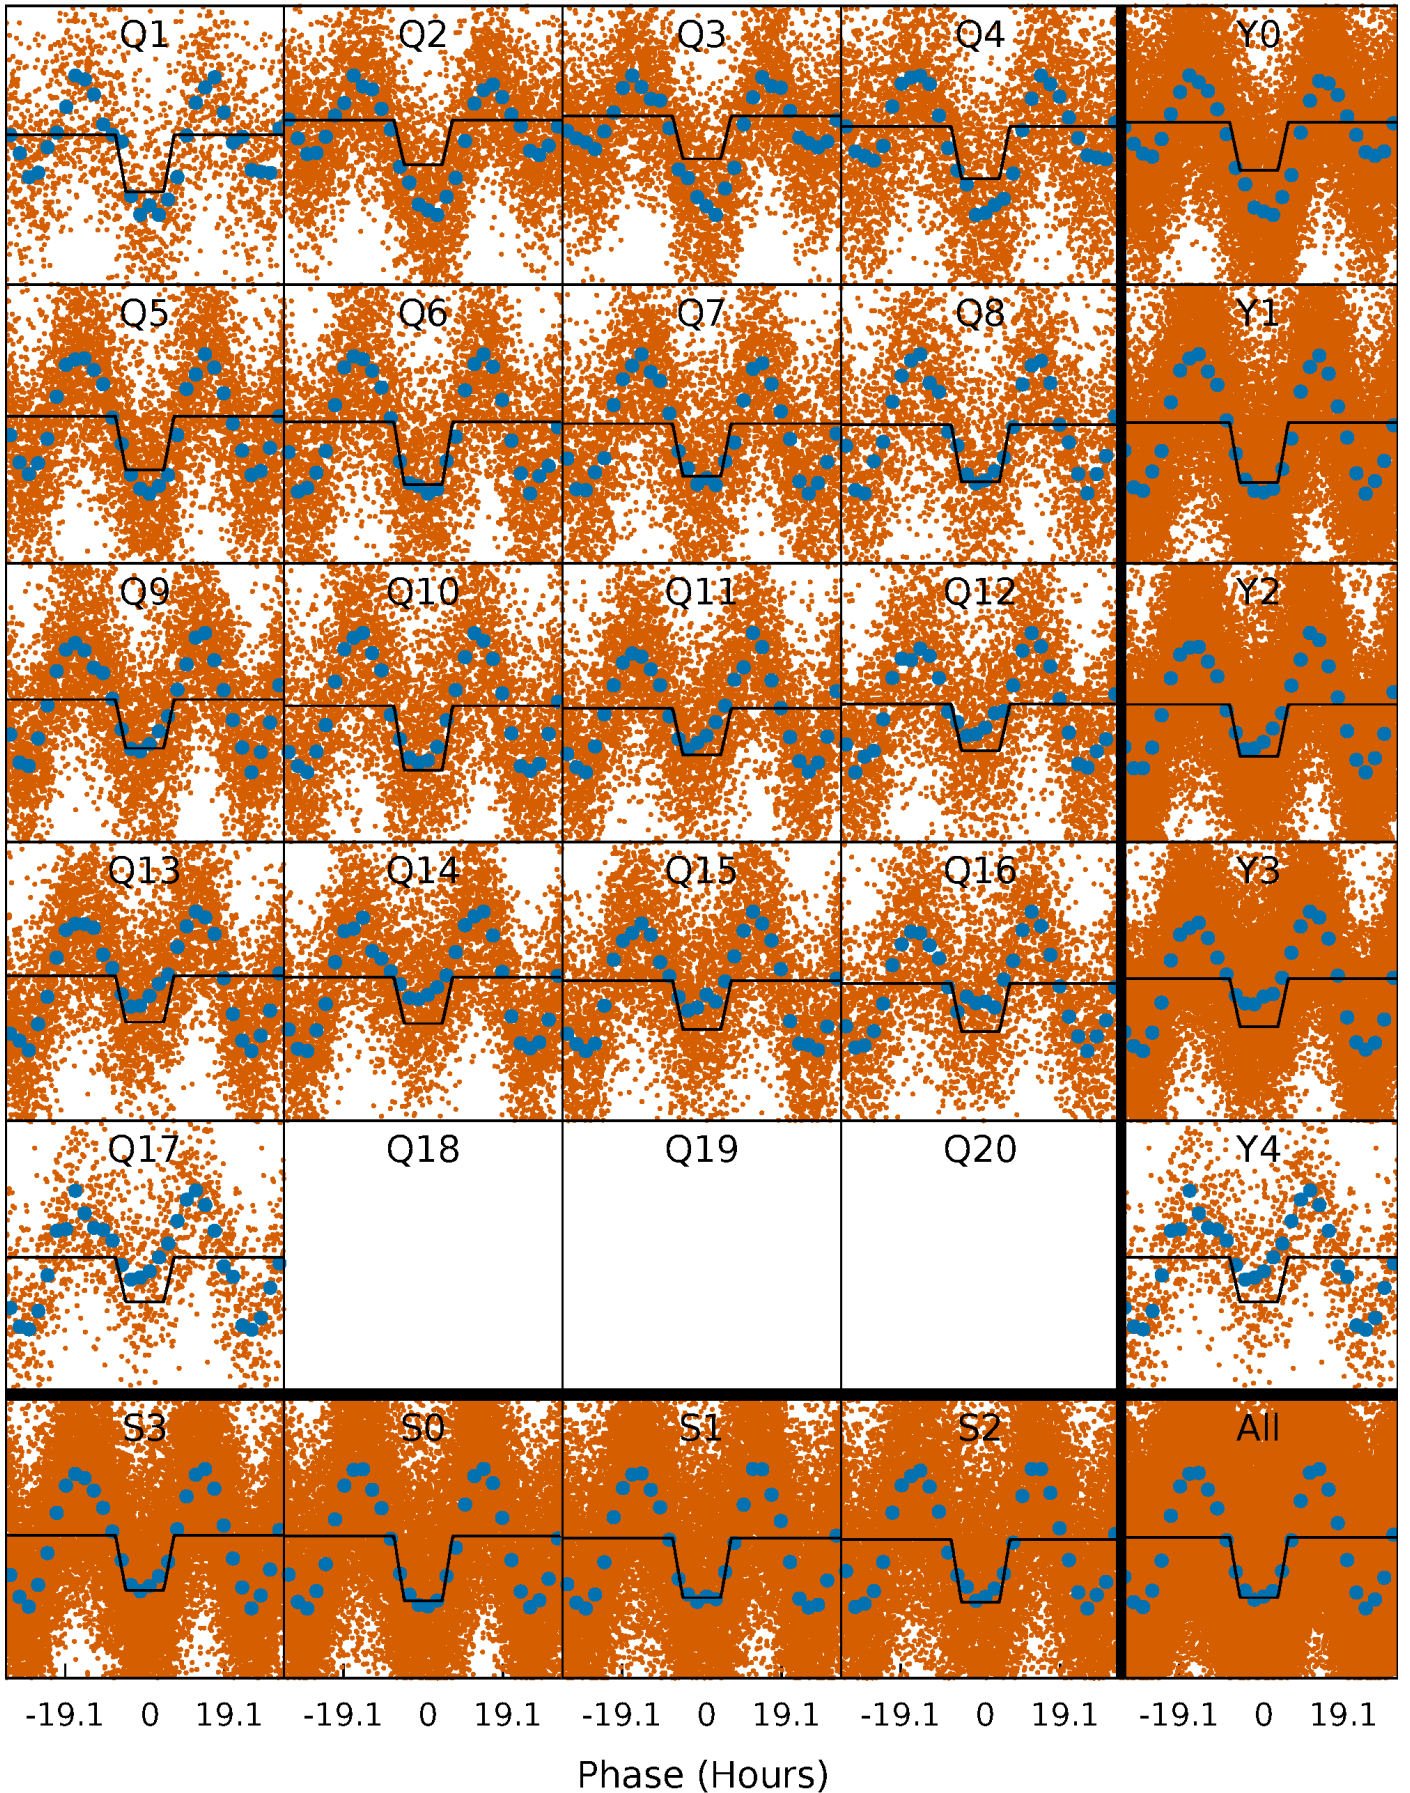 Q1 Q2 Q3 Q4 Y0
Q5 Q6 Q7 Q8 Y1
Q9 Q10 Q11 Q12 Y2
Q13 Q14 Q15 Q16 Y3
Q17 Q18 Q19 Q20 Y4
S3 S0 S1 S2 All
-19.1 0 19.1 -19.1 0 19.1 -19.1 0 19.1 -19.1 0 19.1 -19.1 0 19.1
Phase (Hours)